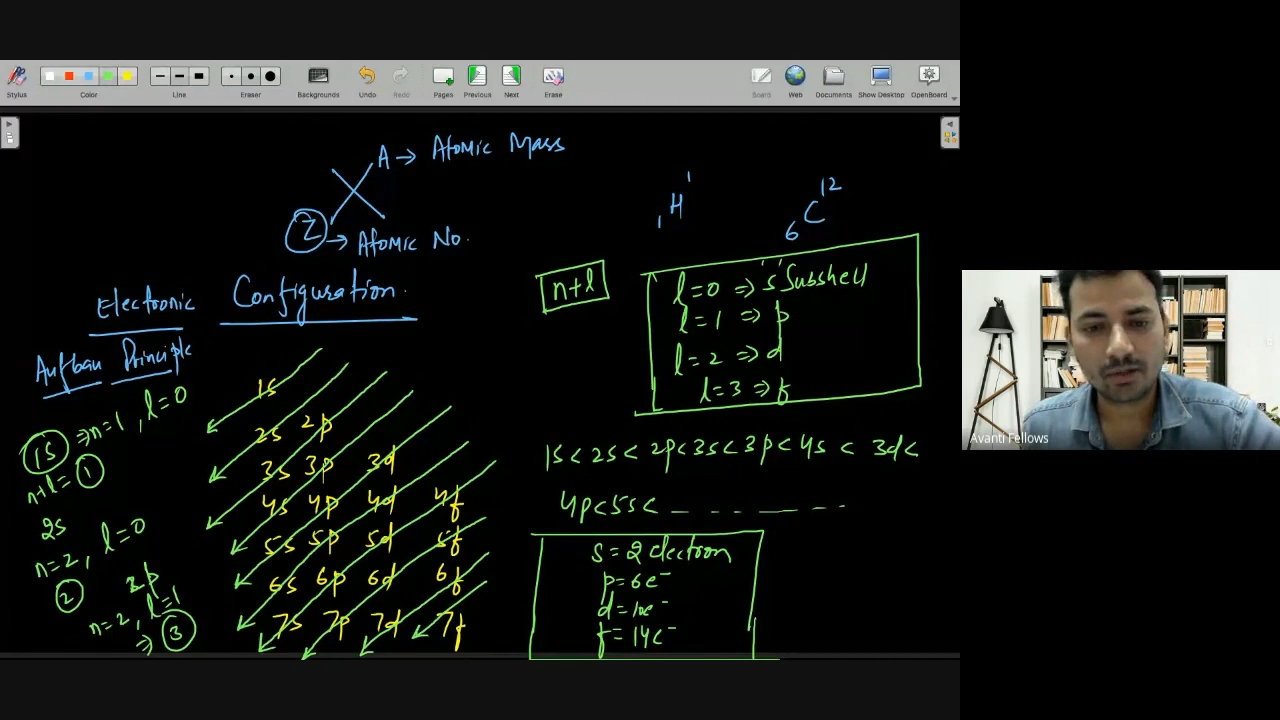 Stylus Color Line Eraser Backgrounds Undo Redo Pages Previous Next Erase Board Web Documents Show Desktop OpenBoard
A → Atomic Mass
Z → Atomic No.
1 H 1
6 C 12
Electronic Configuration.
Aufbau Principle
1s ⇒ n=1, l=0
n+l= 1
2s
n=2, l=0
2
2p
n=2, l=1
⇒ 3
1s
2s 2p
3s 3p 3d
4s 4p 4d 4f
5s 5p 5d 5f
6s 6p 6d 6f
7s 7p 7d 7f
n+l
l=0 ⇒ 's' Subshell
l=1 ⇒ p
l=2 ⇒ d
l=3 ⇒ f
1s < 2s < 2p < 3s < 3p < 4s < 3d <
4p < 5s < _ _ _ _ _ _ _
s = 2 electron
p = 6e⁻
d = 10e⁻
f = 14e⁻
Avanti Fellows